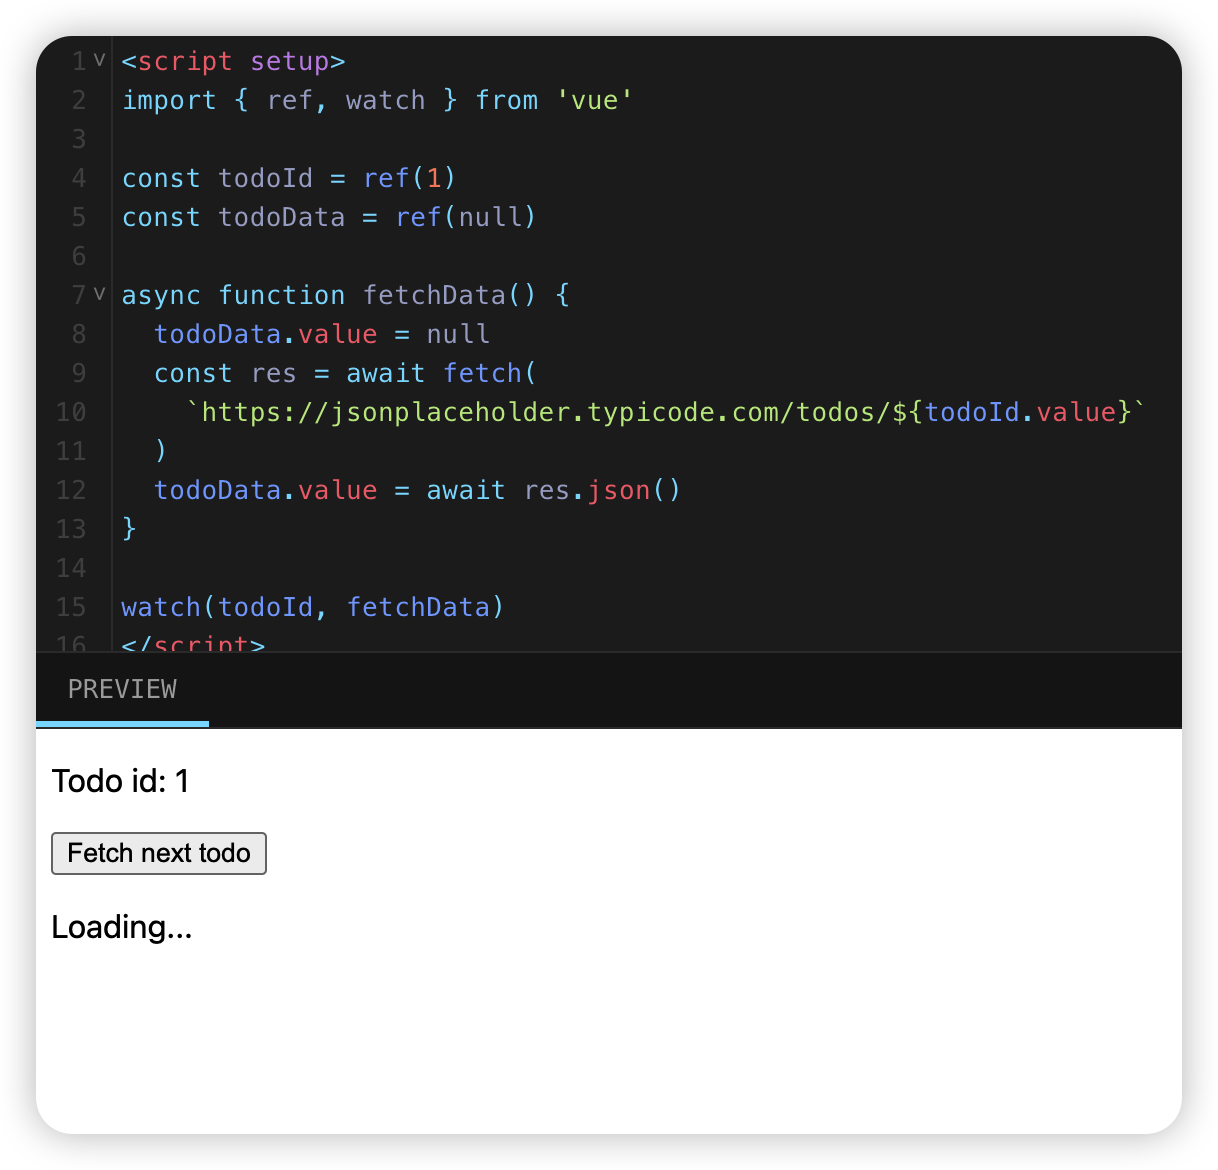 1 <script setup>
2 import { ref, watch } from 'vue'
3
4 const todoId = ref(1)
5 const todoData = ref(null)
6
7 async function fetchData() {
8   todoData.value = null
9   const res = await fetch(
10     `https://jsonplaceholder.typicode.com/todos/${todoId.value}`
11   )
12   todoData.value = await res.json()
13 }
14
15 watch(todoId, fetchData)
16 </script>
PREVIEW
Todo id: 1
Fetch next todo
Loading...